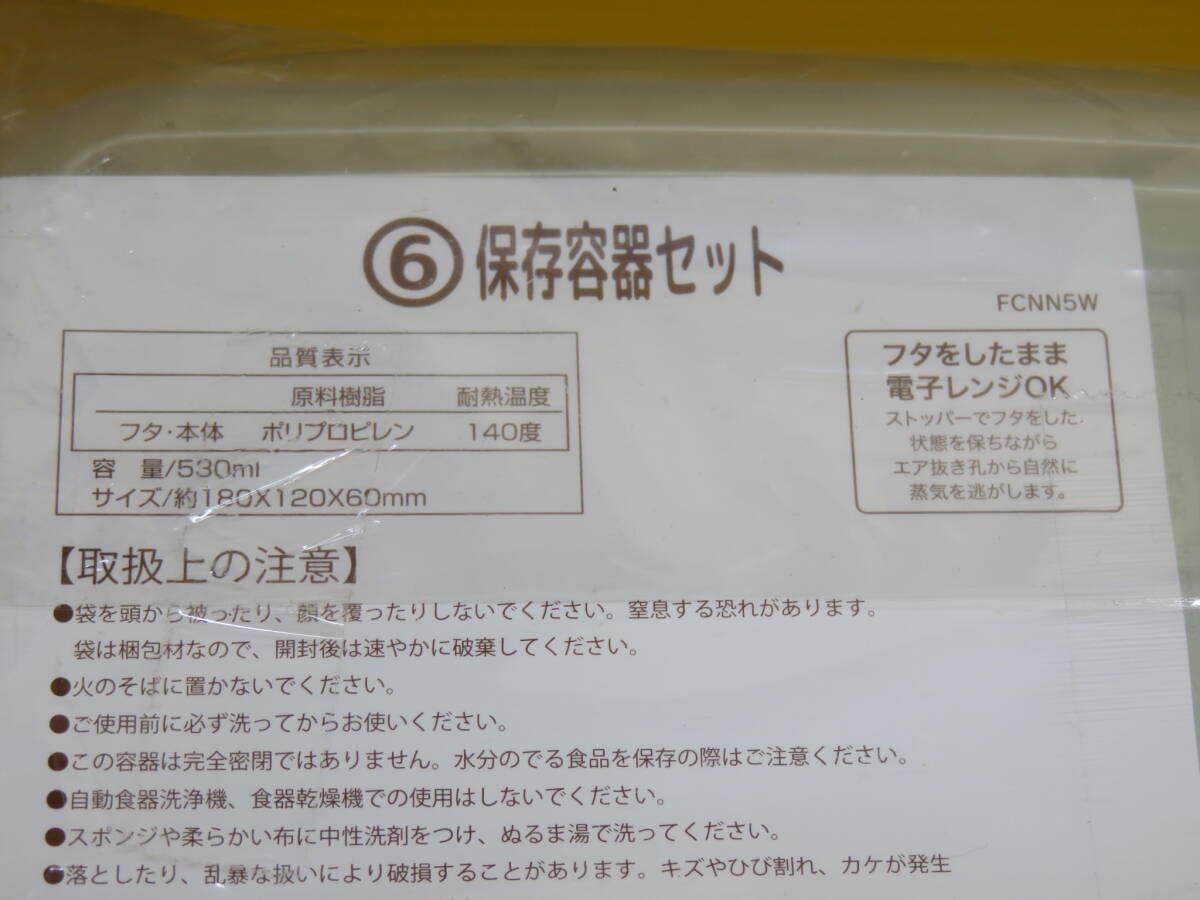 ⑥保存容器セット
FCNN5W
品質表示
原料樹脂 耐熱温度
フタ・本体 ポリプロピレン 140度
容 量/530ml
サイズ/約180X120X60mm
フタをしたまま
電子レンジOK
ストッパーでフタをした
状態を保ちながら
エア抜き孔から自然に
蒸気を逃がします。
【取扱上の注意】
●袋を頭から被ったり、顔を覆ったりしないでください。窒息する恐れがあります。
袋は梱包材なので、開封後は速やかに破棄してください。
●火のそばに置かないでください。
●ご使用前に必ず洗ってからお使いください。
●この容器は完全密閉ではありません。水分のでる食品を保存の際はご注意ください。
●自動食器洗浄機、食器乾燥機での使用はしないでください。
●スポンジや柔らかい布に中性洗剤をつけ、ぬるま湯で洗ってください。
●落としたり、乱暴な扱いにより破損することがあります。キズやひび割れ、カケが発生